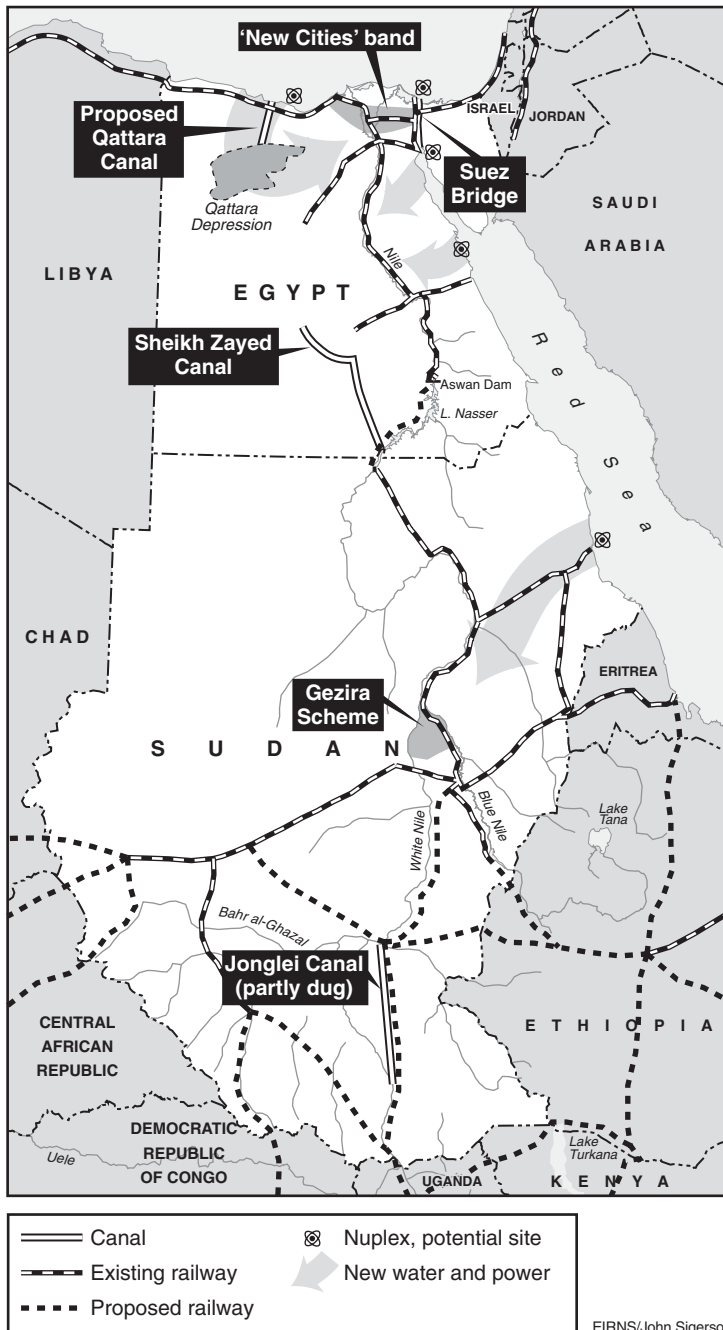 ‘New Cities’ band
Proposed
Qattara
Canal
ISRAEL
JORDAN
Suez
Bridge
Qattara
Depression
SAUDI
ARABIA
LIBYA
Nile
EGYPT
Sheikh Zayed
Canal
Red Sea
Aswan Dam
L. Nasser
CHAD
ERITREA
Gezira
Scheme
SUDAN
Lake
Tana
White Nile
Blue Nile
Bahr al-Ghazal
Jonglei Canal
(partly dug)
CENTRAL
AFRICAN
REPUBLIC
ETHIOPIA
DEMOCRATIC
REPUBLIC
OF CONGO
Uele
Lake
Turkana
UGANDA
KENYA
Canal
Nuplex, potential site
Existing railway
New water and power
Proposed railway
EIRNS/John Sigerso